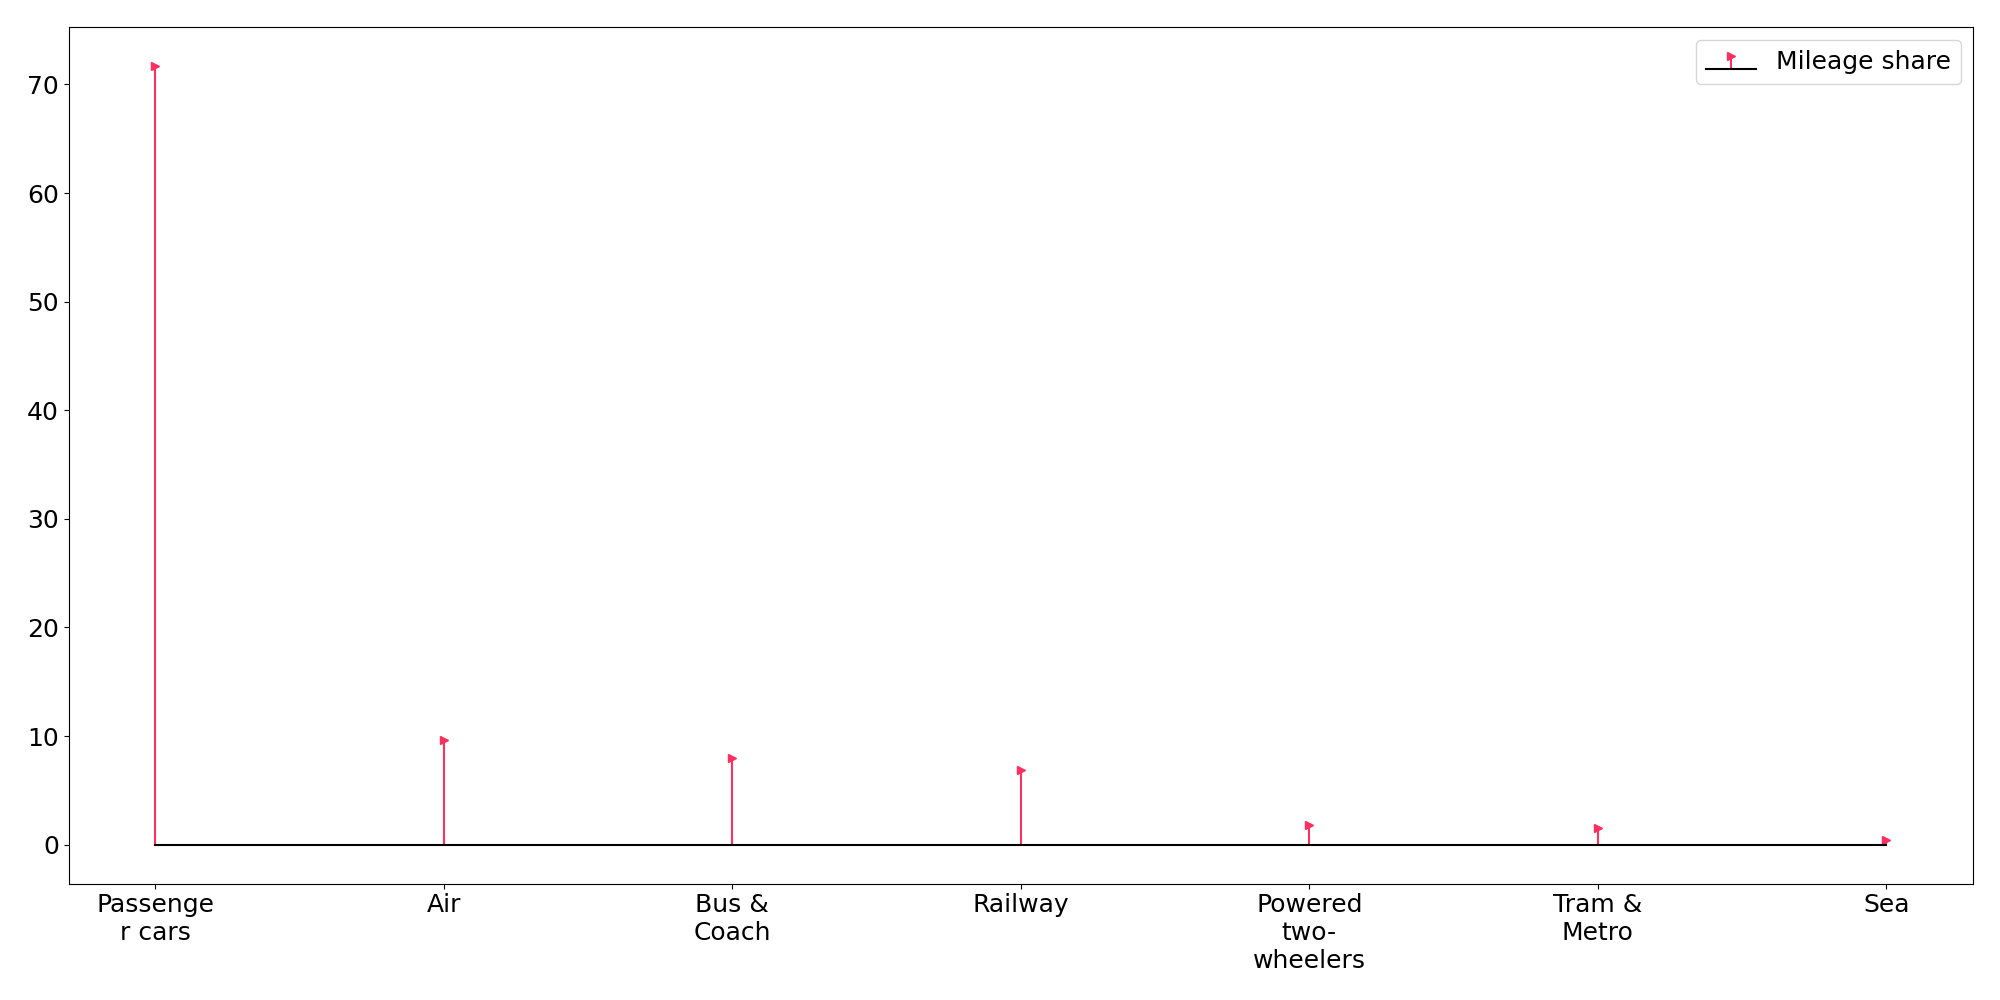 Mileage share
70
60
50
40
30
20
10
0
Passenge
r cars
Air
Bus &
Coach
Railway
Powered
two-
wheelers
Tram &
Metro
Sea